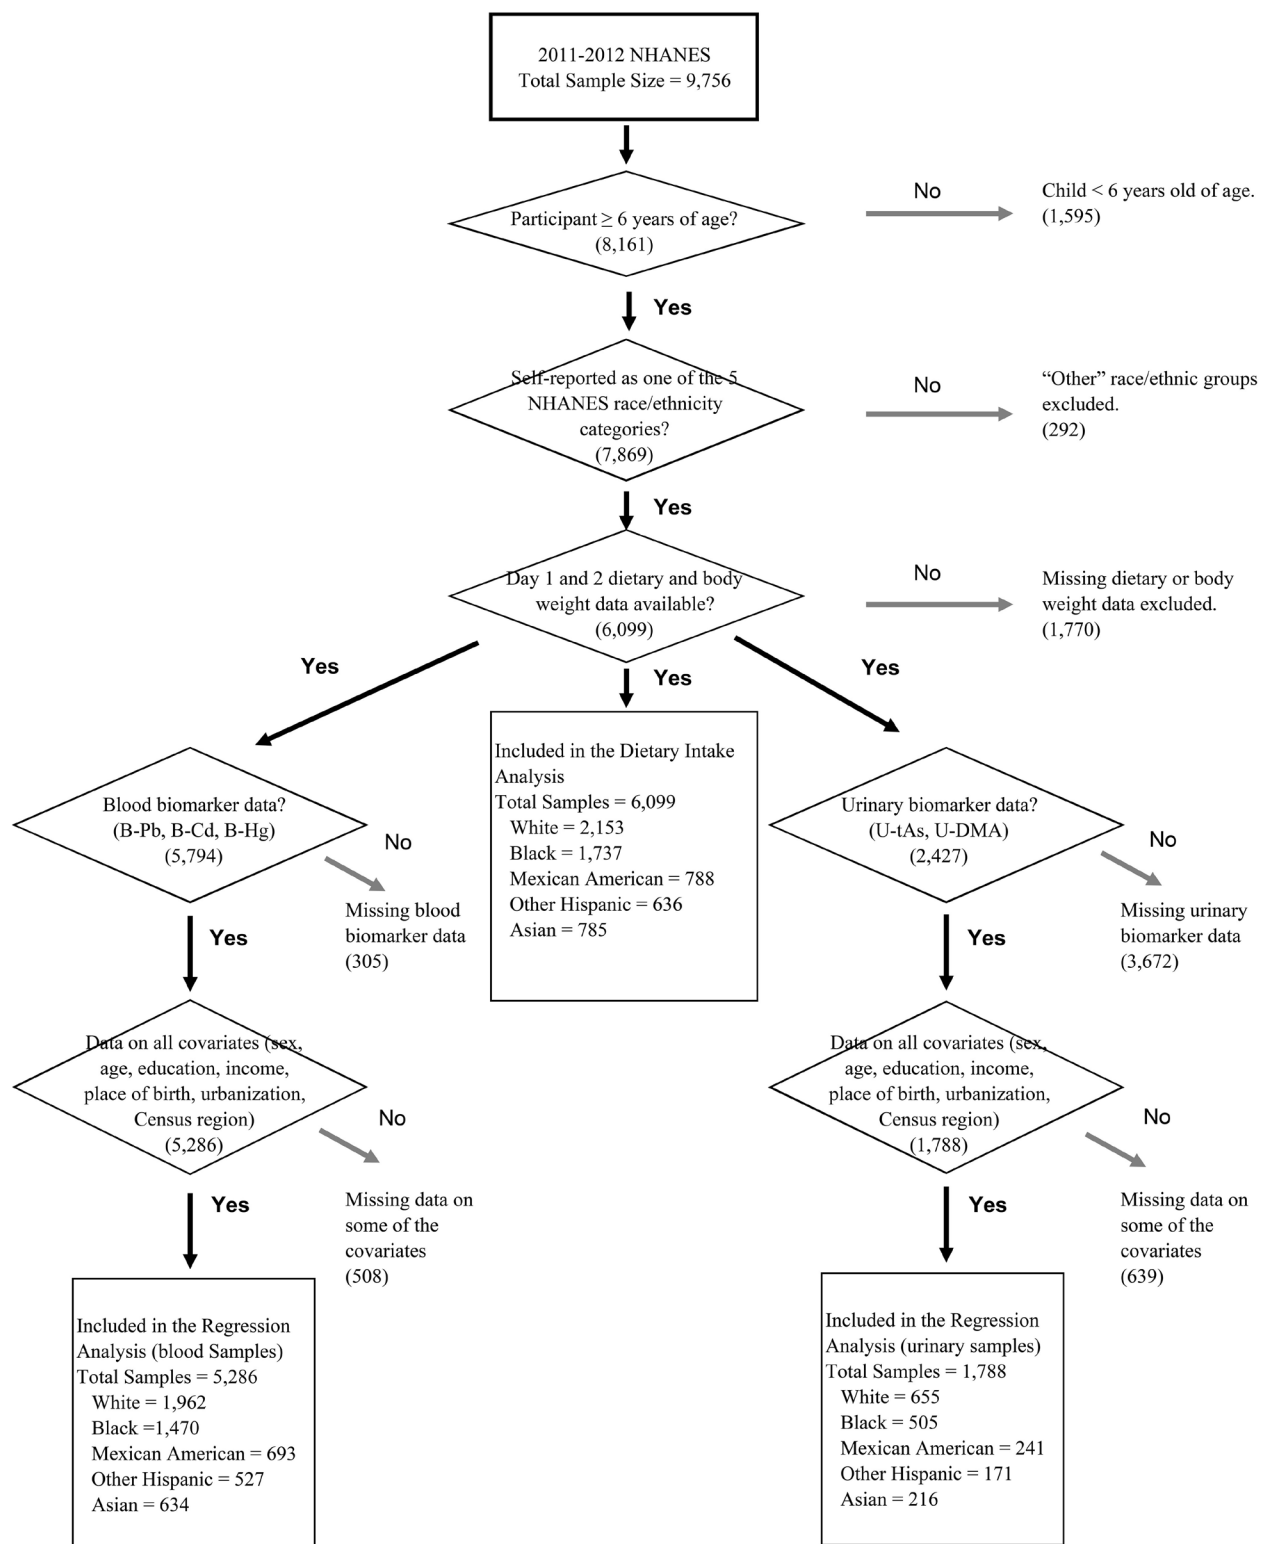 2011-2012 NHANES
Total Sample Size = 9,756
Participant ≥ 6 years of age?
(8,161)
No
Child < 6 years old of age.
(1,595)
Yes
Self-reported as one of the 5
NHANES race/ethnicity
categories?
(7,869)
No
“Other” race/ethnic groups
excluded.
(292)
Yes
Day 1 and 2 dietary and body
weight data available?
(6,099)
No
Missing dietary or body
weight data excluded.
(1,770)
Yes
Yes
Yes
Blood biomarker data?
(B-Pb, B-Cd, B-Hg)
(5,794)
No
Missing blood
biomarker data
(305)
Yes
Included in the Dietary Intake
Analysis
Total Samples = 6,099
White = 2,153
Black = 1,737
Mexican American = 788
Other Hispanic = 636
Asian = 785
Urinary biomarker data?
(U-tAs, U-DMA)
(2,427)
No
Missing urinary
biomarker data
(3,672)
Yes
Data on all covariates (sex,
age, education, income,
place of birth, urbanization,
Census region)
(5,286)
No
Missing data on
some of the
covariates
(508)
Yes
Data on all covariates (sex,
age, education, income,
place of birth, urbanization,
Census region)
(1,788)
No
Missing data on
some of the
covariates
(639)
Yes
Included in the Regression
Analysis (blood Samples)
Total Samples = 5,286
White = 1,962
Black =1,470
Mexican American = 693
Other Hispanic = 527
Asian = 634
Included in the Regression
Analysis (urinary samples)
Total Samples = 1,788
White = 655
Black = 505
Mexican American = 241
Other Hispanic = 171
Asian = 216